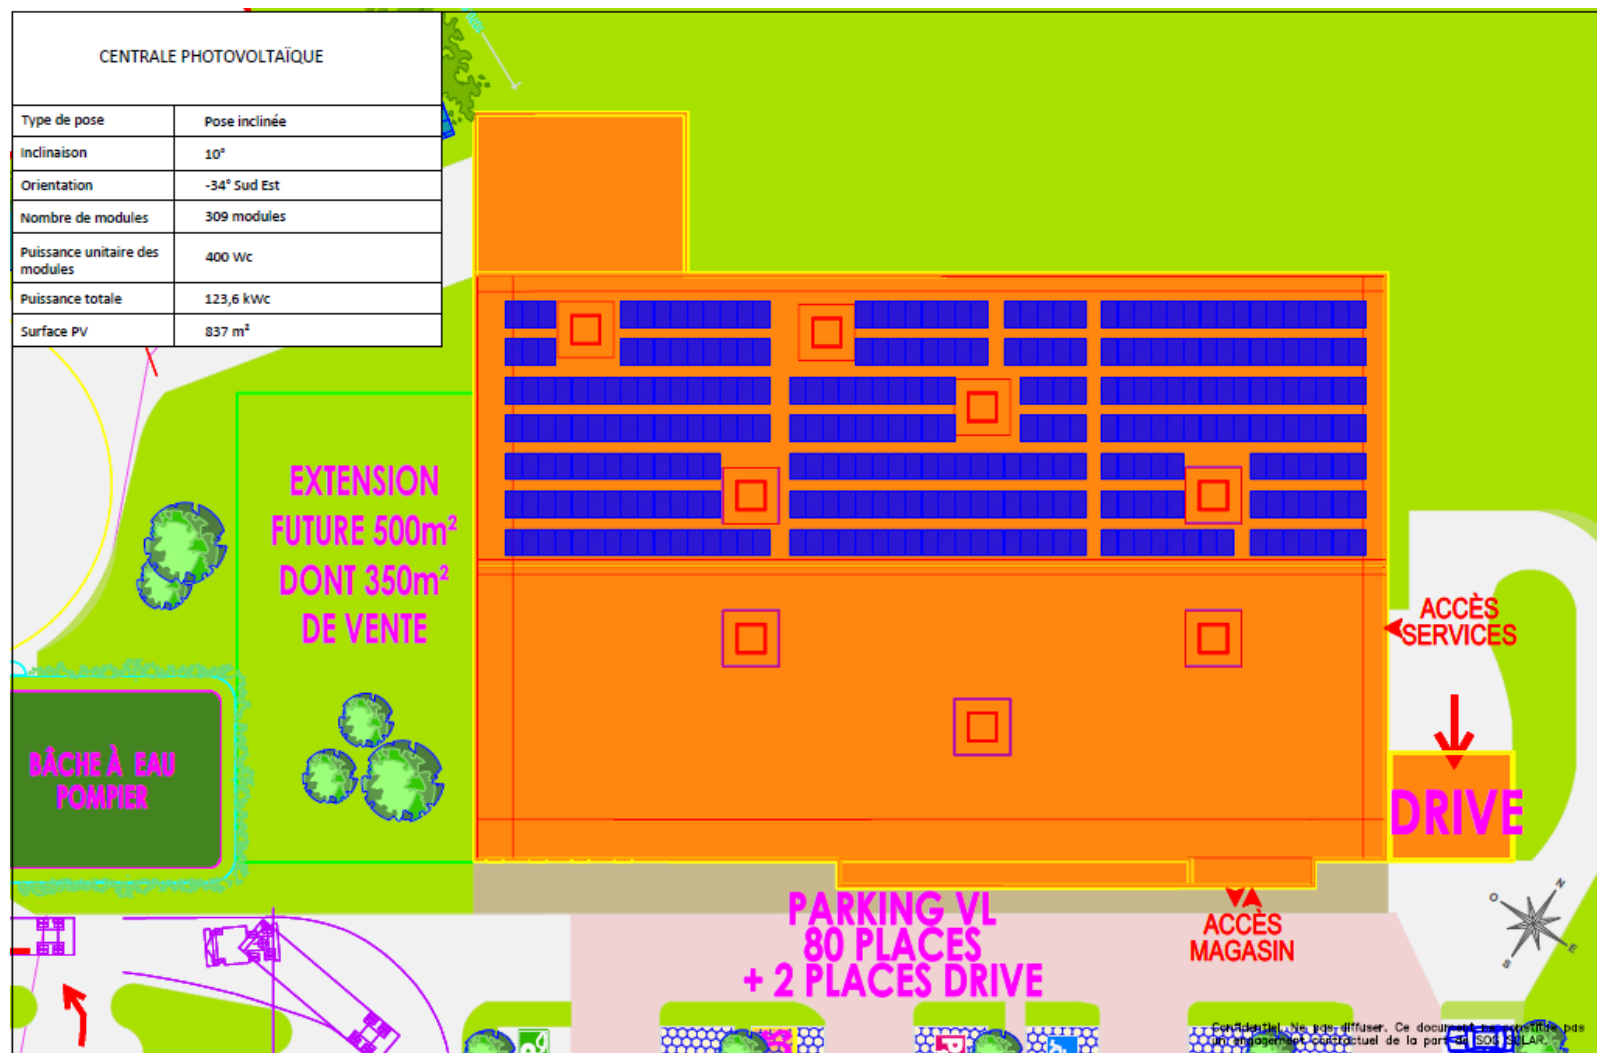 CENTRALE PHOTOVOLTAÏQUE
Type de pose Pose inclinée
Inclinaison 10°
Orientation -34° Sud Est
Nombre de modules 309 modules
Puissance unitaire des
modules 400 Wc
Puissance totale 123,6 kWc
Surface PV 837 m²
EXTENSION
FUTURE 500m²
DONT 350m²
DE VENTE
ACCÈS
SERVICES
BÂCHE À EAU
POMPIER
DRIVE
PARKING VL
80 PLACES
+ 2 PLACES DRIVE
ACCÈS
MAGASIN
N
O
E
S
Confidentiel. Ne pas diffuser. Ce document ne constitue pas
un engagement contractuel de la part de SOG SOLAR.